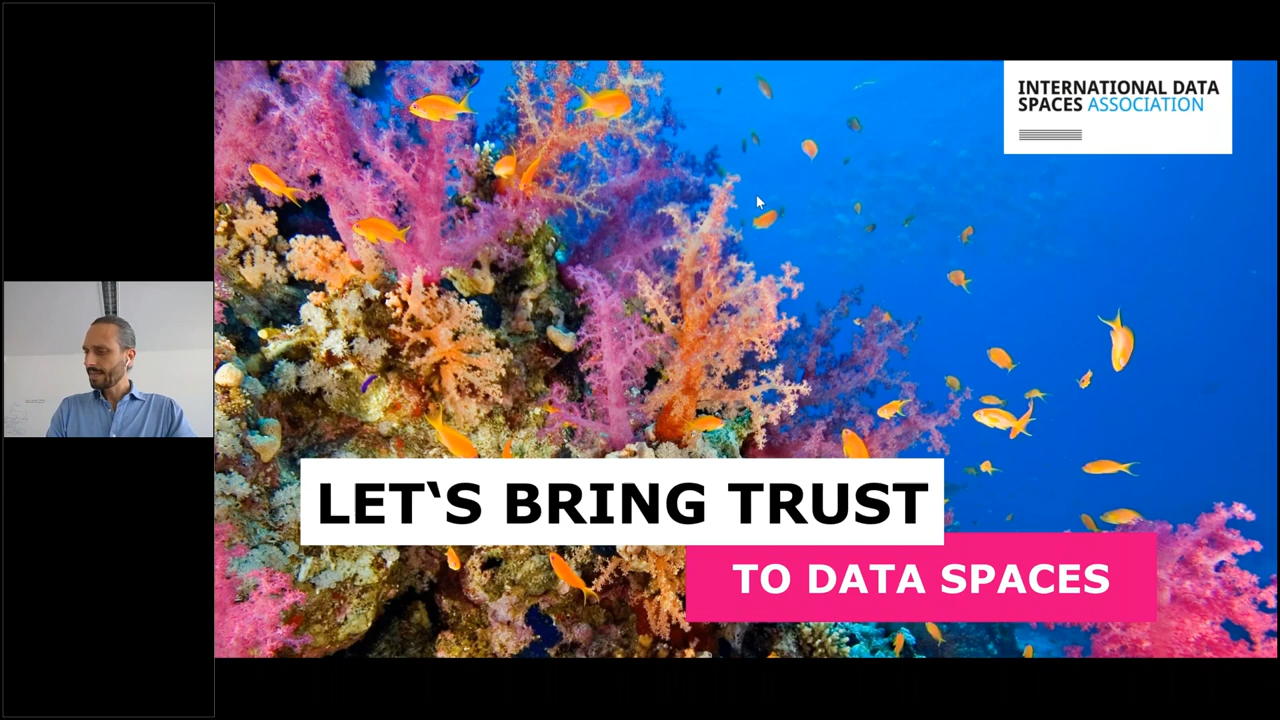 INTERNATIONAL DATA
SPACES ASSOCIATION
LET‘S BRING TRUST
TO DATA SPACES